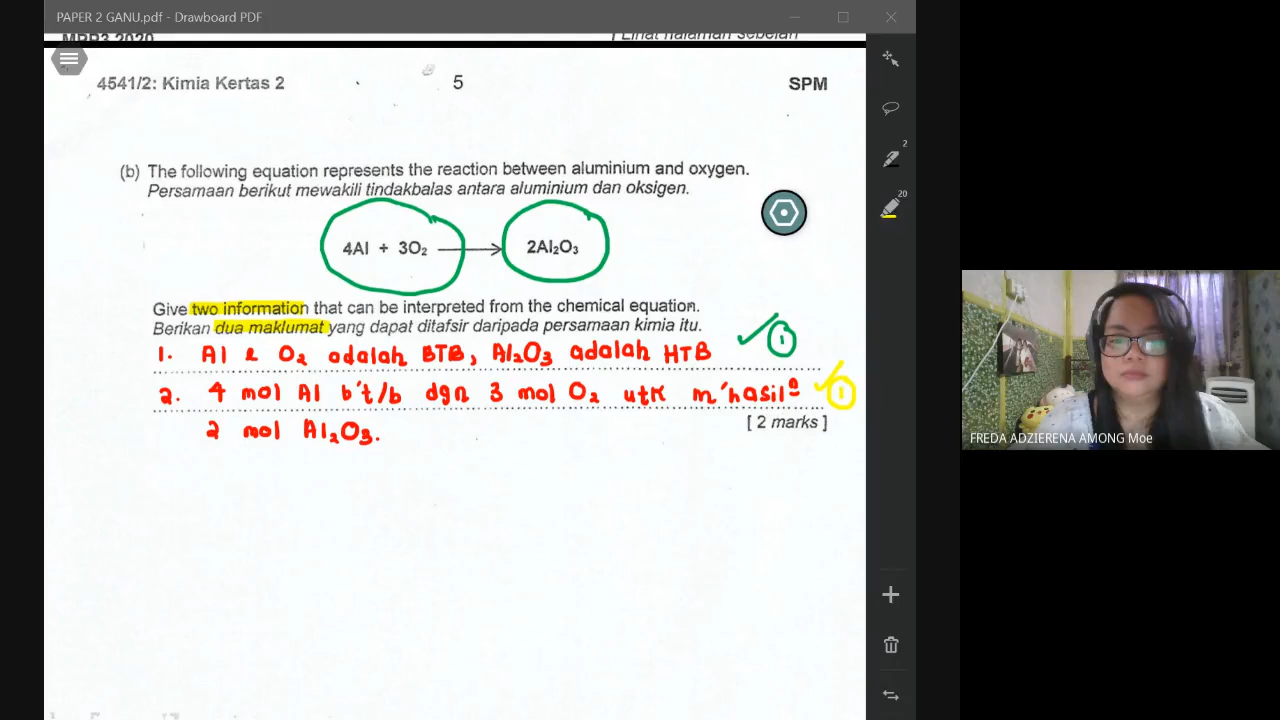 PAPER 2 GANU.pdf - Drawboard PDF
MPP3 2020
[ Lihat halaman sebelah
4541/2: Kimia Kertas 2
5
SPM
2
20
(b) The following equation represents the reaction between aluminium and oxygen.
Persamaan berikut mewakili tindakbalas antara aluminium dan oksigen.
4Al + 3O₂ ⟶ 2Al₂O₃
Give two information that can be interpreted from the chemical equation.
Berikan dua maklumat yang dapat ditafsir daripada persamaan kimia itu.
1. Al & O₂ adalah BTB, Al₂O₃ adalah HTB ✓ 1
2. 4 mol Al b't/b dgn 3 mol O₂ utk m'hasil ✓ 1
[ 2 marks ]
2 mol Al₂O₃.
FREDA ADZIERENA AMONG Moe